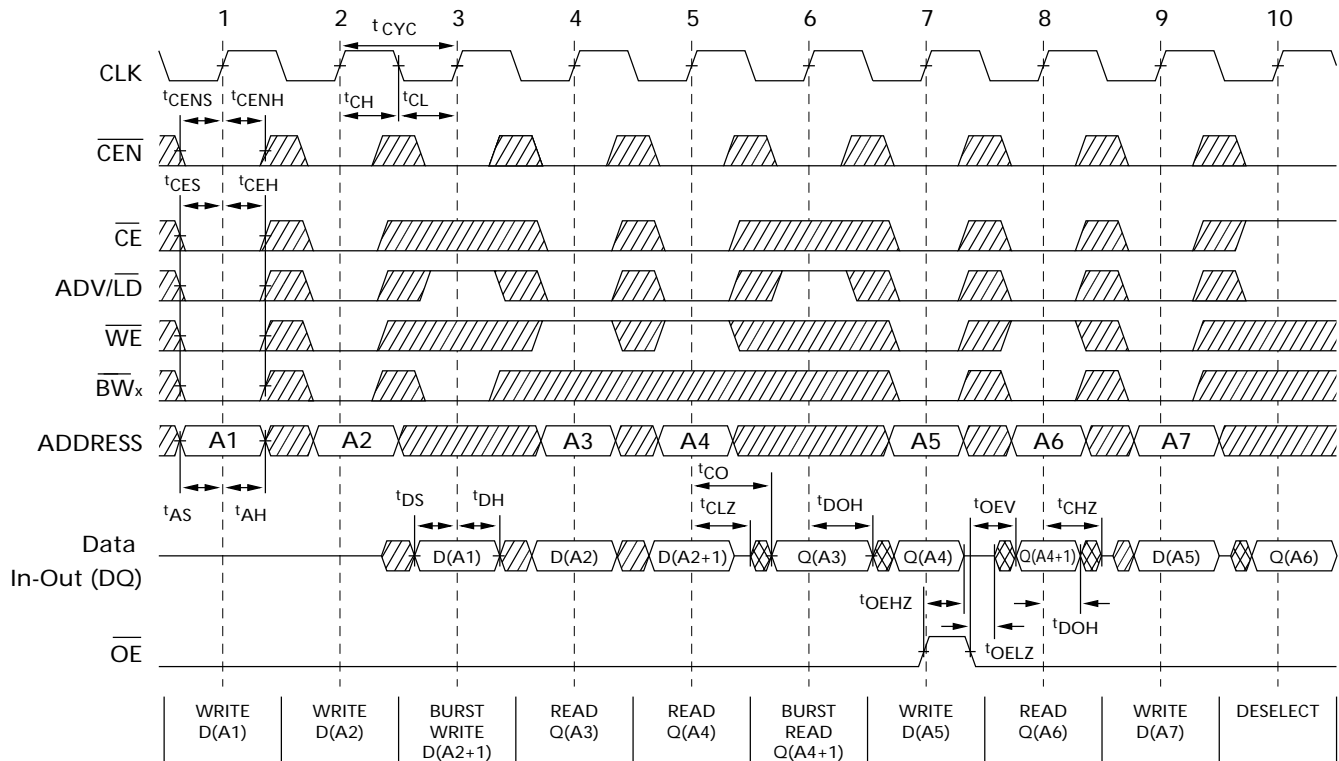 1 2 3 4 5 6 7 8 9 10
tCYC
CLK
tCENS tCENH tCH tCL
CEN
tCES tCEH
CE
ADV/LD
WE
BWx
ADDRESS A1 A2 A3 A4 A5 A6 A7
tCO
tAS tAH tDS tDH tCLZ tDOH tOEV tCHZ
Data
In-Out (DQ) D(A1) D(A2) D(A2+1) Q(A3) Q(A4) Q(A4+1) D(A5) Q(A6)
tOEHZ tDOH
tOELZ
OE
WRITE
D(A1)
WRITE
D(A2)
BURST
WRITE
D(A2+1)
READ
Q(A3)
READ
Q(A4)
BURST
READ
Q(A4+1)
WRITE
D(A5)
READ
Q(A6)
WRITE
D(A7)
DESELECT